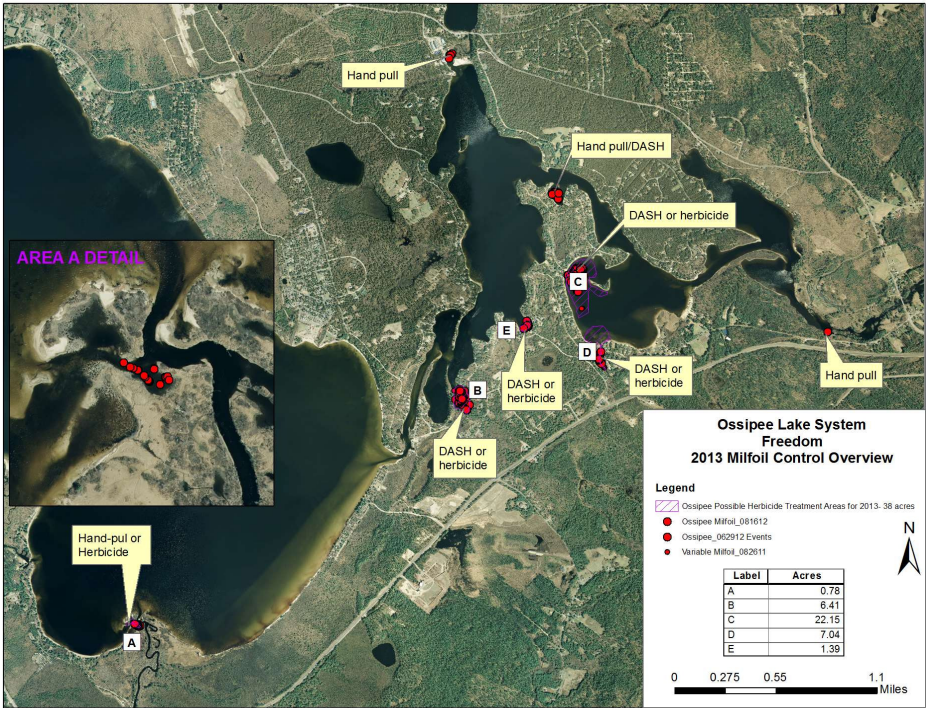 Hand pull
Hand pull/DASH
DASH or herbicide
AREA A DETAIL
C
E
D
DASH or
herbicide
DASH or
herbicide
Hand pull
B
DASH or
herbicide
Hand-pul or
Herbicide
A
Ossipee Lake System
Freedom
2013 Milfoil Control Overview
Legend
Ossipee Possible Herbicide Treatment Areas for 2013- 38 acres
Ossipee Milfoil_081612
Ossipee_062912 Events
Variable Milfoil_082611
N
Label Acres
A 0.78
B 6.41
C 22.15
D 7.04
E 1.39
0 0.275 0.55 1.1
Miles